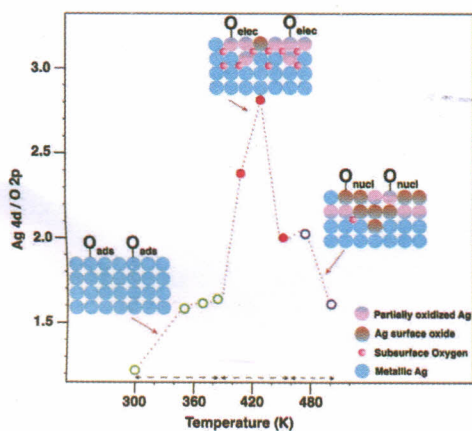 O elec
O elec
3.0
2.5
2.0
1.5
Ag 4d / O 2p
O ads
O ads
O nucl
O nucl
Partially oxidized Ag
Ag surface oxide
Subsurface Oxygen
Metallic Ag
300
360
420
480
Temperature (K)